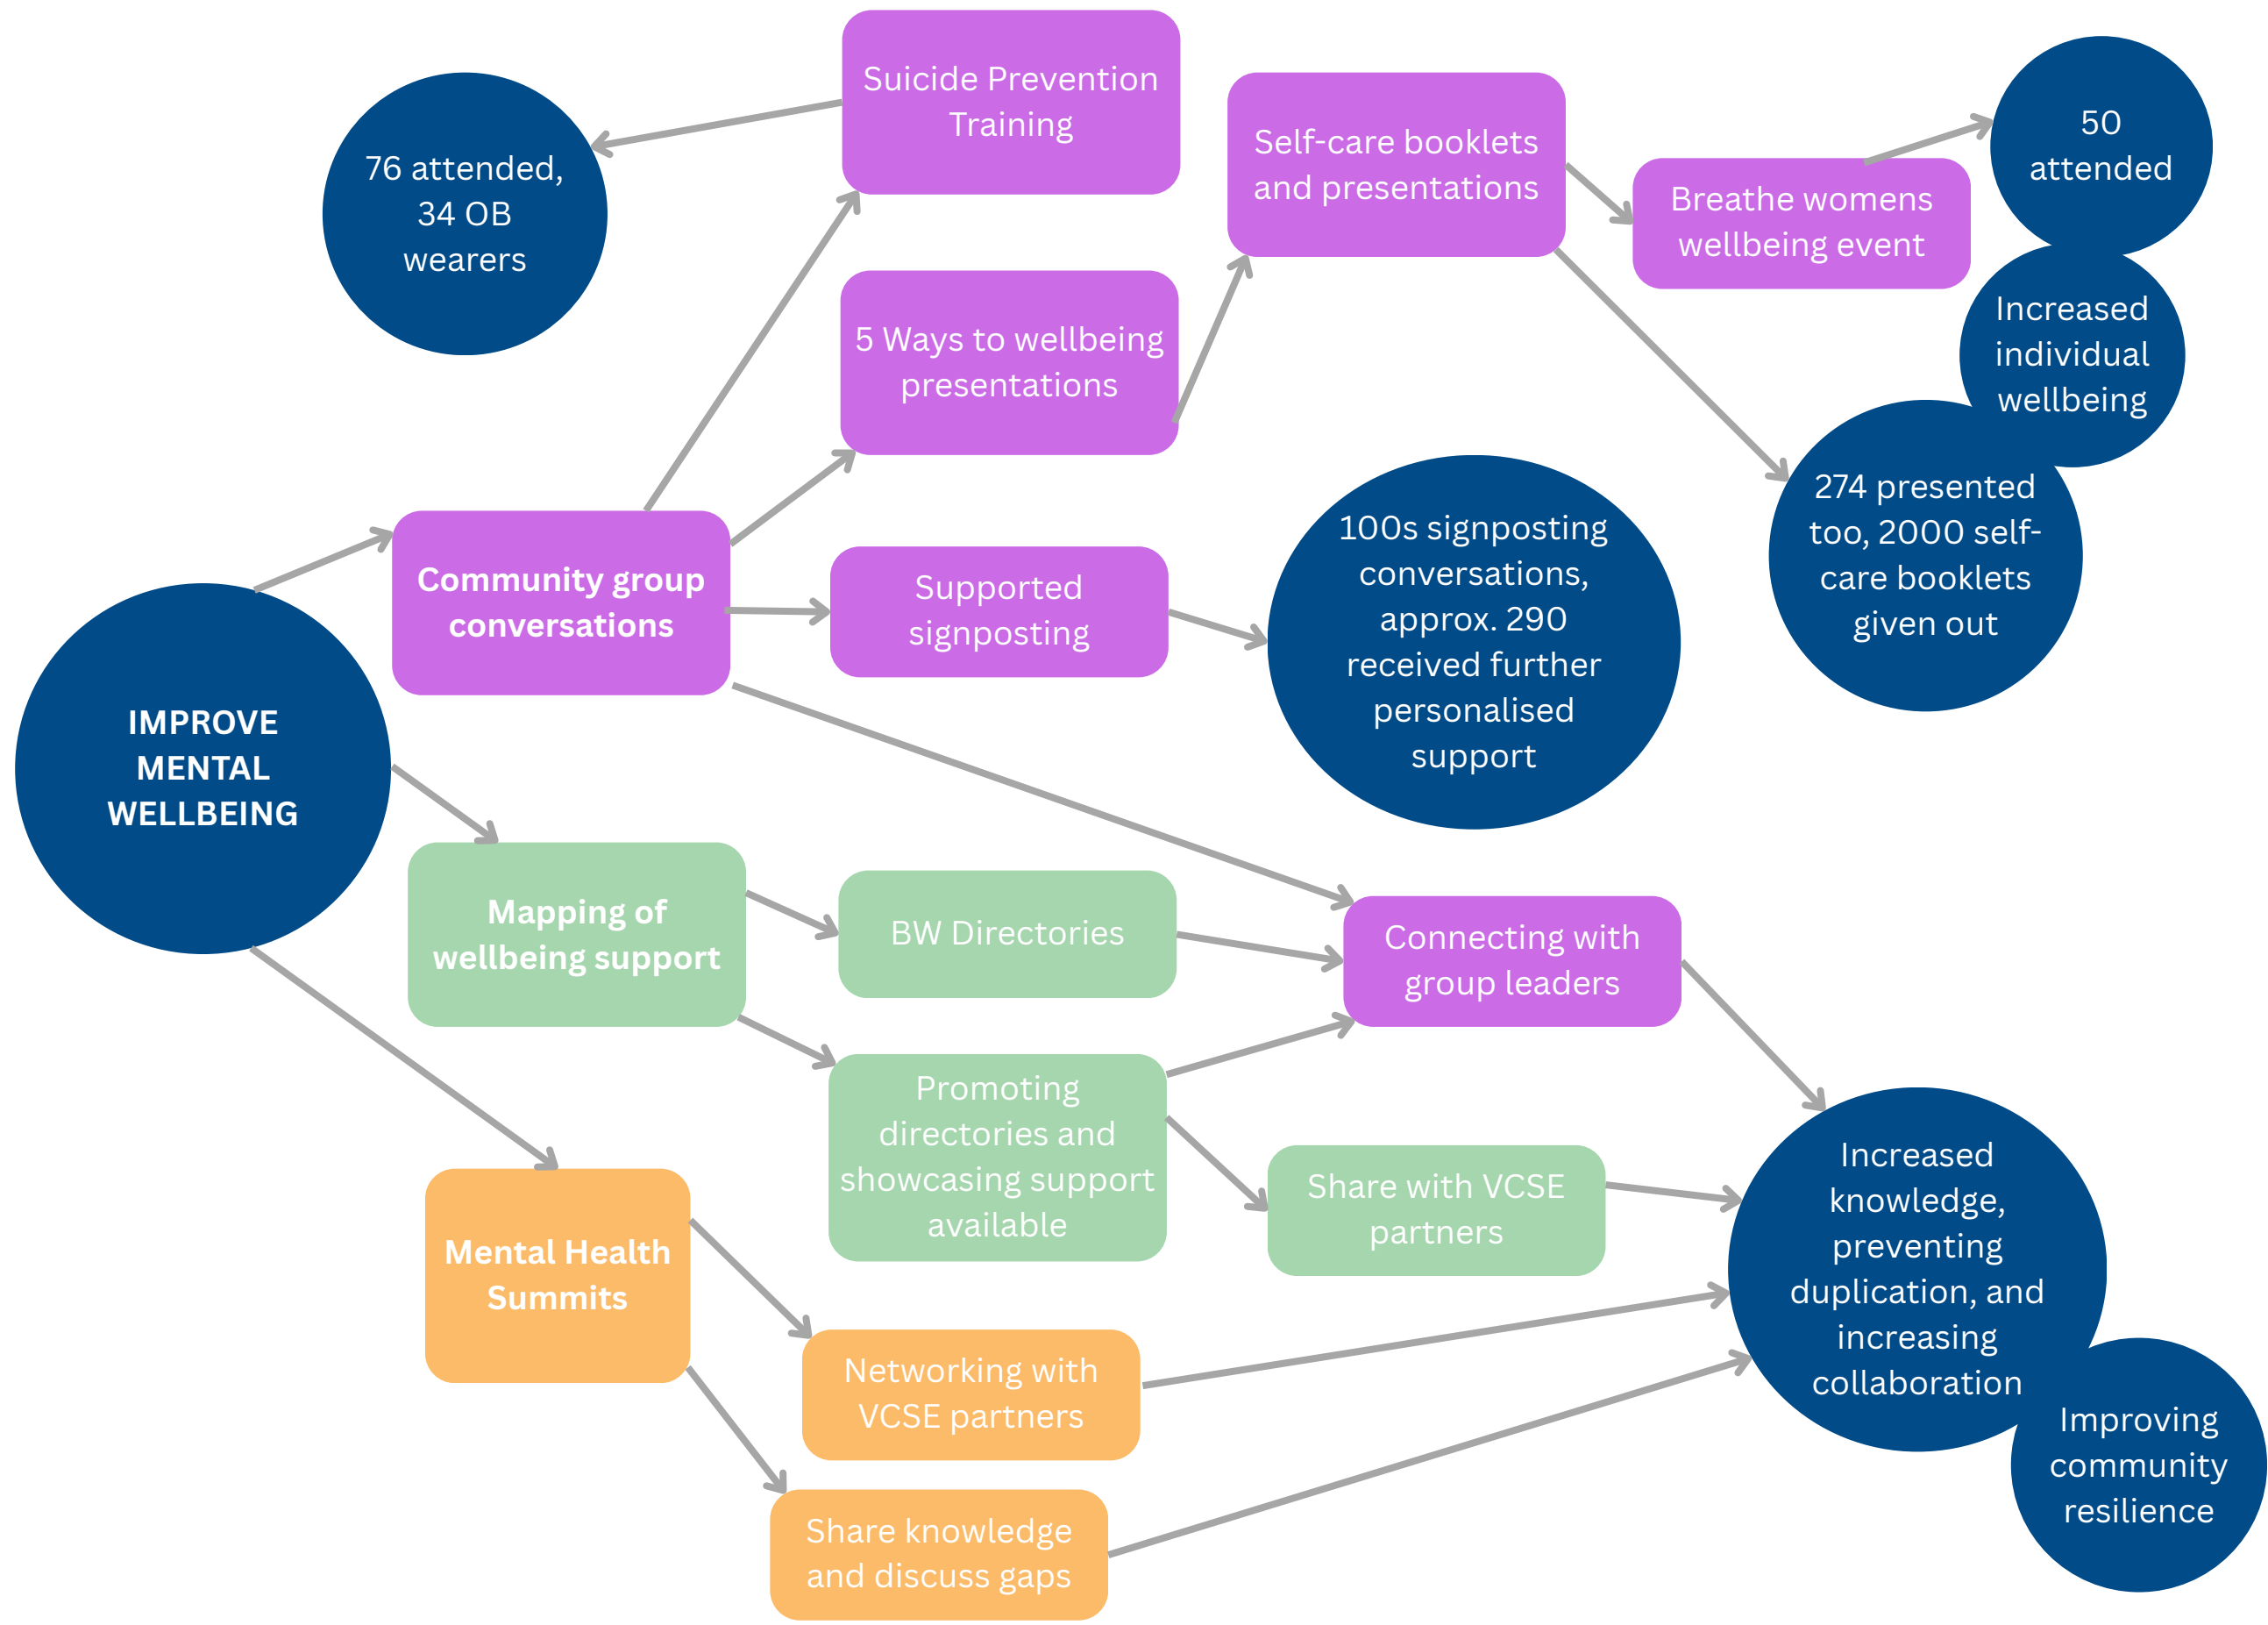 Suicide Prevention
Training
76 attended,
34 OB
wearers
Self-care booklets
and presentations
50
attended
Breathe womens
wellbeing event
5 Ways to wellbeing
presentations
Increased
individual
wellbeing
274 presented
too, 2000 self-
care booklets
given out
Community group
conversations
Supported
signposting
100s signposting
conversations,
approx. 290
received further
personalised
support
IMPROVE
MENTAL
WELLBEING
Mapping of
wellbeing support
BW Directories
Connecting with
group leaders
Promoting
directories and
showcasing support
available
Share with VCSE
partners
Increased
knowledge,
preventing
duplication, and
increasing
collaboration
Mental Health
Summits
Networking with
VCSE partners
Improving
community
resilience
Share knowledge
and discuss gaps